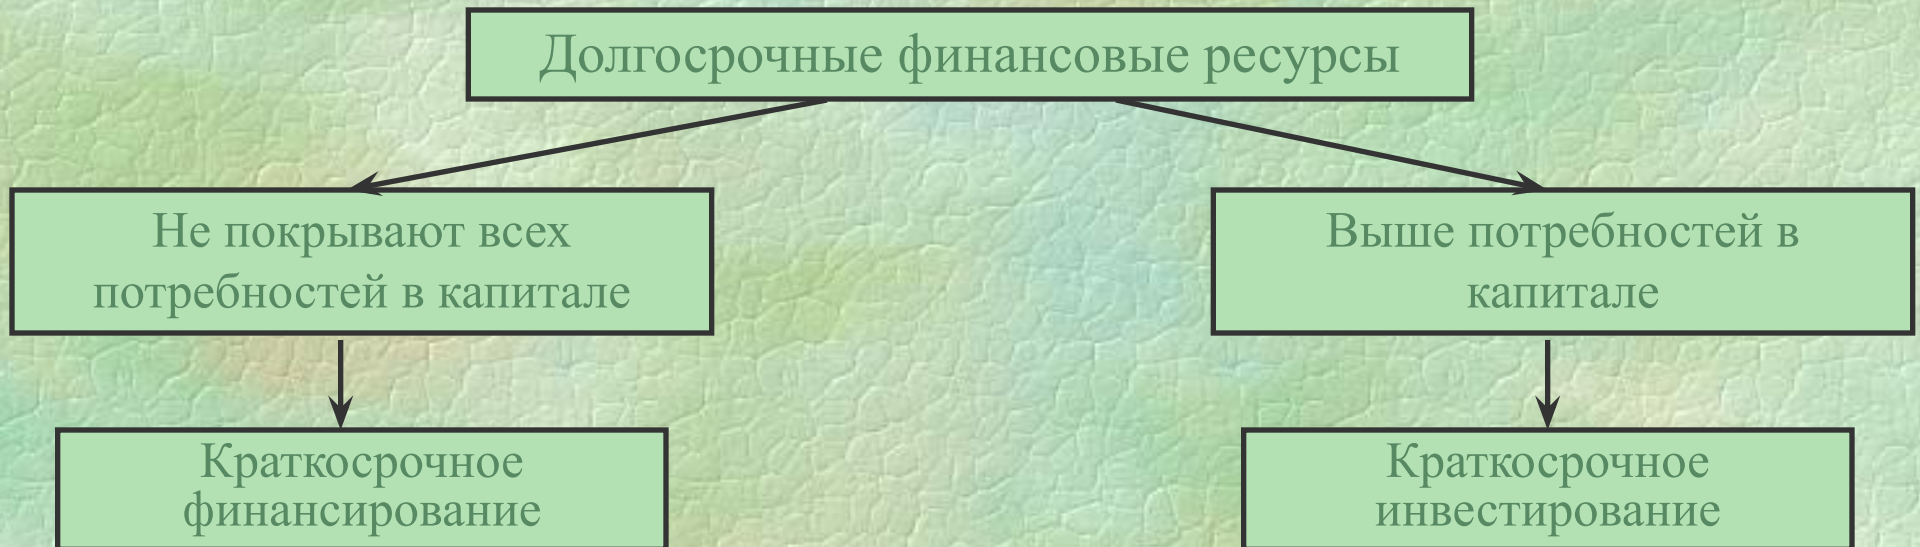 Долгосрочные финансовые ресурсы
Не покрывают всех
потребностей в капитале
Выше потребностей в
капитале
Краткосрочное
финансирование
Краткосрочное
инвестирование